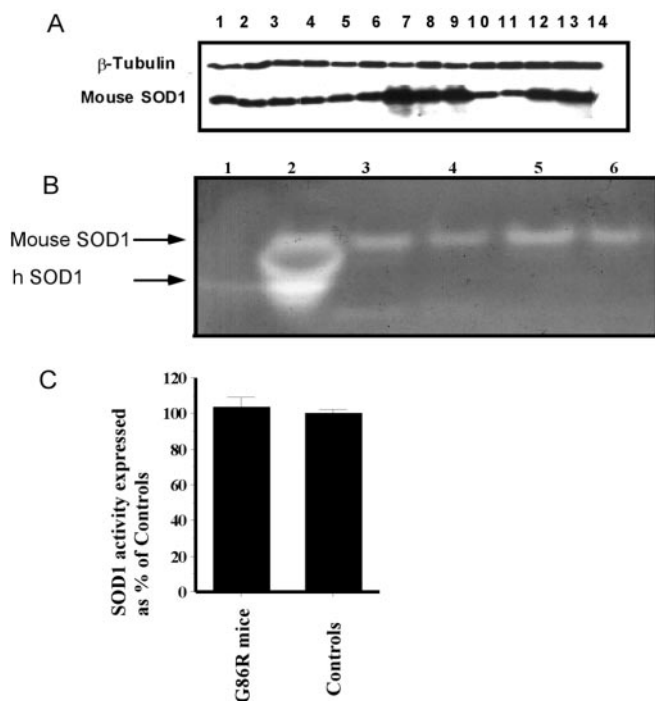 A
1 2 3 4 5 6 7 8 9 10 11 12 13 14
β-Tubulin
Mouse SOD1
B
1 2 3 4 5 6
Mouse SOD1
h SOD1
C
SOD1 activity expressed
as % of Controls
120
100
80
60
40
20
0
G86R mice
Controls